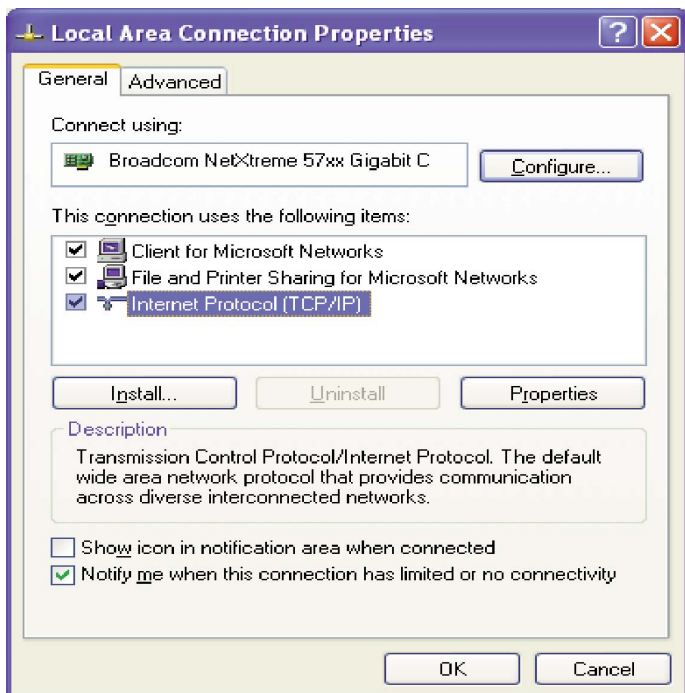 Local Area Connection Properties
General
Advanced
Connect using:
Broadcom NetXtreme 57xx Gigabit C
Configure...
This connection uses the following items:
Client for Microsoft Networks
File and Printer Sharing for Microsoft Networks
Internet Protocol (TCP/IP)
Install...
Uninstall
Properties
Description
Transmission Control Protocol/Internet Protocol. The default
wide area network protocol that provides communication
across diverse interconnected networks.
Show icon in notification area when connected
Notify me when this connection has limited or no connectivity
OK
Cancel